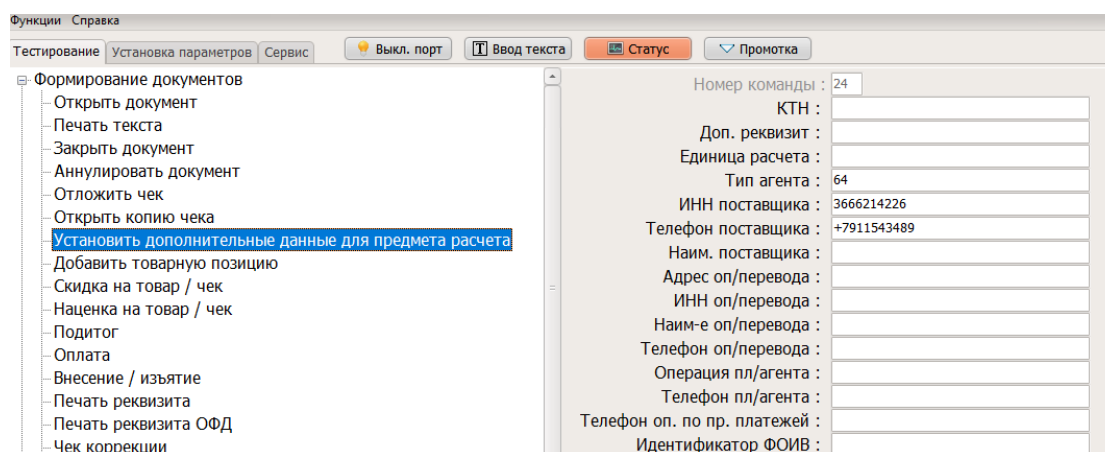 Функции Справка
Тестирование Установка параметров Сервис Выкл. порт Ввод текста Статус Промотка
Формирование документов
Открыть документ
Печать текста
Закрыть документ
Аннулировать документ
Отложить чек
Открыть копию чека
Установить дополнительные данные для предмета расчета
Добавить товарную позицию
Скидка на товар / чек
Наценка на товар / чек
Подитог
Оплата
Внесение / изъятие
Печать реквизита
Печать реквизита ОФД
Чек коррекции
Номер команды : 24
КТН :
Доп. реквизит :
Единица расчета :
Тип агента : 64
ИНН поставщика : 3666214226
Телефон поставщика : +7911543489
Наим. поставщика :
Адрес оп/перевода :
ИНН оп/перевода :
Наим-е оп/перевода :
Телефон оп/перевода :
Операция пл/агента :
Телефон пл/агента :
Телефон оп. по пр. платежей :
Идентификатор ФОИВ :